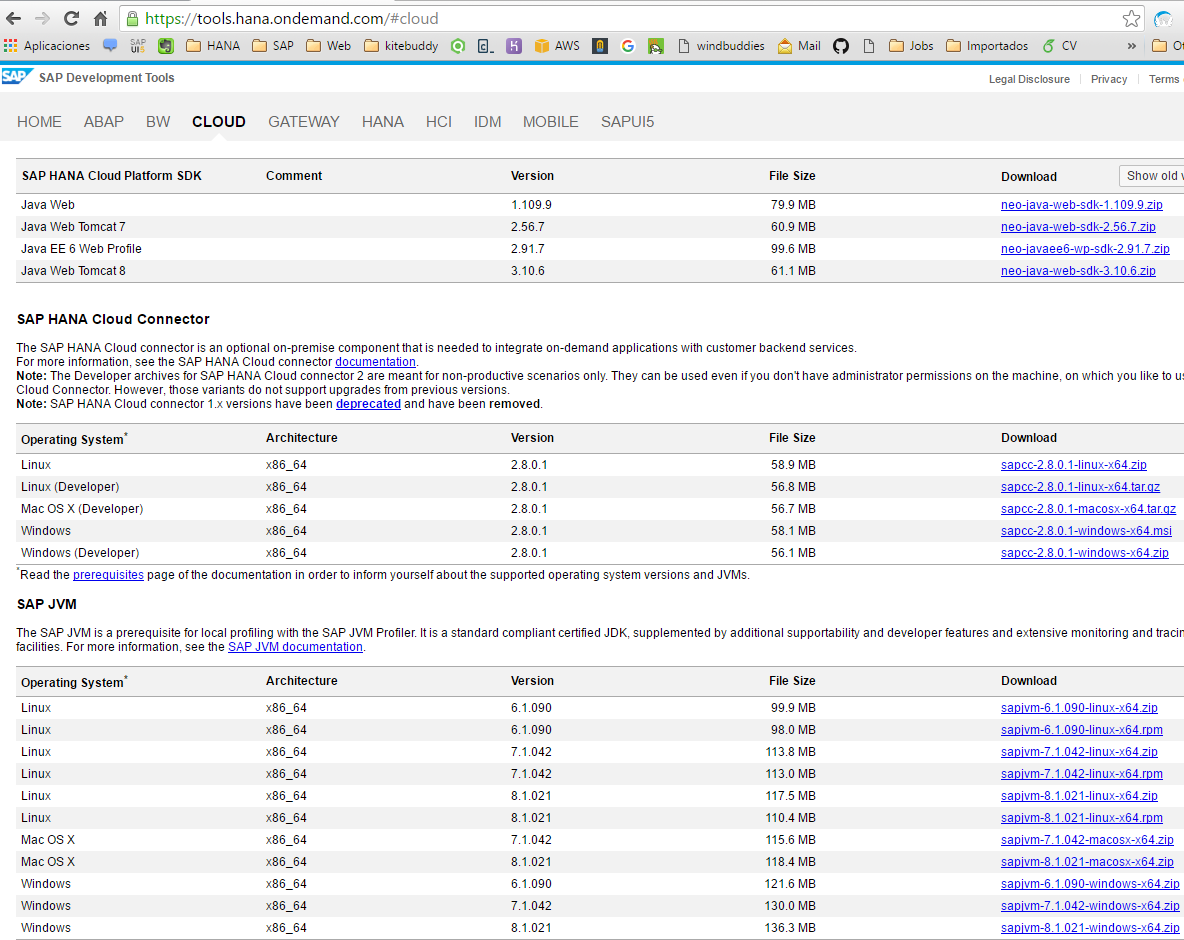 https://tools.hana.ondemand.com/#cloud
Aplicaciones SAP UI5 HANA SAP Web kitebuddy AWS windbuddies Mail Jobs Importados CV »
SAP SAP Development Tools Legal Disclosure Privacy Terms
HOME ABAP BW CLOUD GATEWAY HANA HCI IDM MOBILE SAPUI5
SAP HANA Cloud Platform SDK Comment Version File Size Download Show old
Java Web 1.109.9 79.9 MB neo-java-web-sdk-1.109.9.zip
Java Web Tomcat 7 2.56.7 60.9 MB neo-java-web-sdk-2.56.7.zip
Java EE 6 Web Profile 2.91.7 99.6 MB neo-javaee6-wp-sdk-2.91.7.zip
Java Web Tomcat 8 3.10.6 61.1 MB neo-java-web-sdk-3.10.6.zip
SAP HANA Cloud Connector
The SAP HANA Cloud connector is an optional on-premise component that is needed to integrate on-demand applications with customer backend services.
For more information, see the SAP HANA Cloud connector documentation.
Note: The Developer archives for SAP HANA Cloud connector 2 are meant for non-productive scenarios only. They can be used even if you don't have administrator permissions on the machine, on which you like to
Cloud Connector. However, those variants do not support upgrades from previous versions.
Note: SAP HANA Cloud connector 1.x versions have been deprecated and have been removed.
Operating System* Architecture Version File Size Download
Linux x86_64 2.8.0.1 58.9 MB sapcc-2.8.0.1-linux-x64.zip
Linux (Developer) x86_64 2.8.0.1 56.8 MB sapcc-2.8.0.1-linux-x64.tar.gz
Mac OS X (Developer) x86_64 2.8.0.1 56.7 MB sapcc-2.8.0.1-macosx-x64.tar.gz
Windows x86_64 2.8.0.1 58.1 MB sapcc-2.8.0.1-windows-x64.msi
Windows (Developer) x86_64 2.8.0.1 56.1 MB sapcc-2.8.0.1-windows-x64.zip
*Read the prerequisites page of the documentation in order to inform yourself about the supported operating system versions and JVMs.
SAP JVM
The SAP JVM is a prerequisite for local profiling with the SAP JVM Profiler. It is a standard compliant certified JDK, supplemented by additional supportability and developer features and extensive monitoring and
facilities. For more information, see the SAP JVM documentation.
Operating System* Architecture Version File Size Download
Linux x86_64 6.1.090 99.9 MB sapjvm-6.1.090-linux-x64.zip
Linux x86_64 6.1.090 98.0 MB sapjvm-6.1.090-linux-x64.rpm
Linux x86_64 7.1.042 113.8 MB sapjvm-7.1.042-linux-x64.zip
Linux x86_64 7.1.042 113.0 MB sapjvm-7.1.042-linux-x64.rpm
Linux x86_64 8.1.021 117.5 MB sapjvm-8.1.021-linux-x64.zip
Linux x86_64 8.1.021 110.4 MB sapjvm-8.1.021-linux-x64.rpm
Mac OS X x86_64 7.1.042 115.6 MB sapjvm-7.1.042-macosx-x64.zip
Mac OS X x86_64 8.1.021 118.4 MB sapjvm-8.1.021-macosx-x64.zip
Windows x86_64 6.1.090 121.6 MB sapjvm-6.1.090-windows-x64.zip
Windows x86_64 7.1.042 130.0 MB sapjvm-7.1.042-windows-x64.zip
Windows x86_64 8.1.021 136.3 MB sapjvm-8.1.021-windows-x64.zip